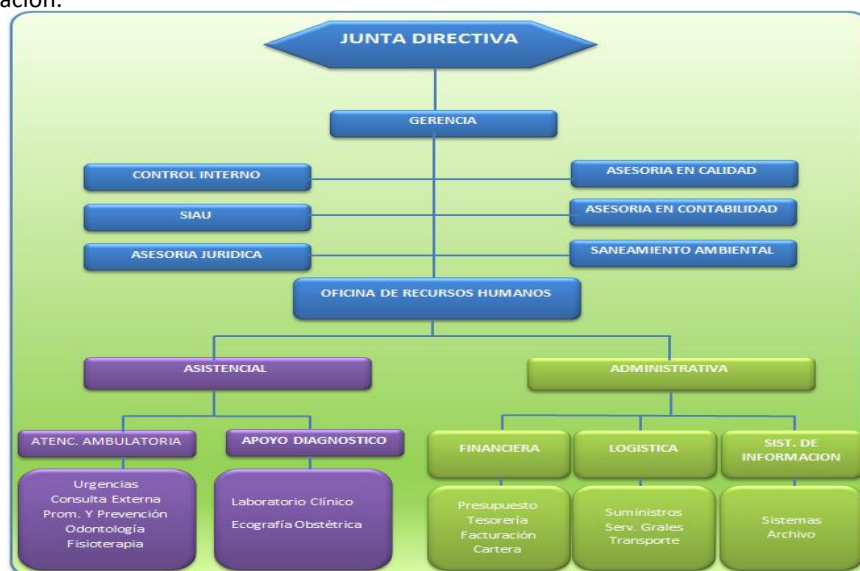 ación.
JUNTA DIRECTIVA
GERENCIA
CONTROL INTERNO
ASESORIA EN CALIDAD
SIAU
ASESORIA EN CONTABILIDAD
ASESORIA JURIDICA
SANEAMIENTO AMBIENTAL
OFICINA DE RECURSOS HUMANOS
ASISTENCIAL
ADMINISTRATIVA
ATENC. AMBULATORIA
APOYO DIAGNOSTICO
FINANCIERA
LOGISTICA
SIST. DE
INFORMACION
Urgencias
Consulta Externa
Prom. Y Prevención
Odontología
Fisioterapia
Laboratorio Clínico
Ecografía Obstétrica
Presupuesto
Tesorería
Facturación
Cartera
Suministros
Serv. Grales
Transporte
Sistemas
Archivo